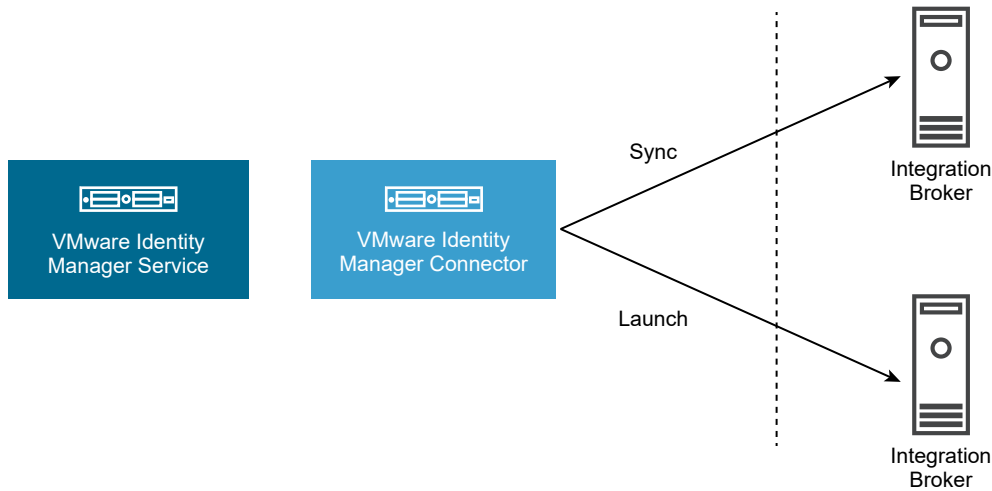 Sync
Integration
Broker
VMware Identity
Manager Service
VMware Identity
Manager Connector
Launch
Integration
Broker